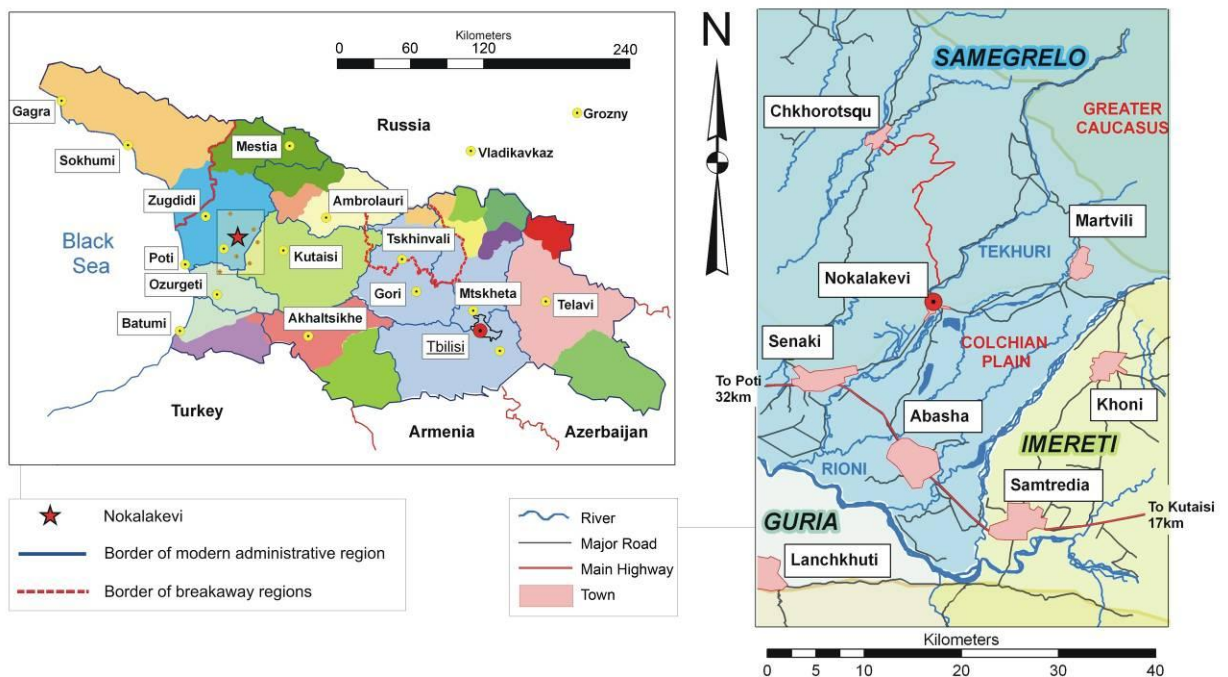 Kilometers
0 60 120 240
Gagra
Russia
Grozny
Sokhumi
Mestia
Vladikavkaz
Zugdidi
Ambrolauri
Black
Sea
Tskhinvali
Poti
Kutaisi
Ozurgeti
Gori
Mtskheta
Telavi
Batumi
Akhaltsikhe
Tbilisi
Turkey
Armenia
Azerbaijan
Nokalakevi
Border of modern administrative region
Border of breakaway regions
River
Major Road
Main Highway
Town
N
SAMEGRELO
Chkhorotsqu
GREATER
CAUCASUS
Martvili
TEKHURI
Nokalakevi
Senaki
COLCHIAN
PLAIN
To Poti
32km
Khoni
Abasha
IMERETI
RIONI
Samtredia
To Kutaisi
17km
GURIA
Lanchkhuti
Kilometers
0 5 10 20 30 40